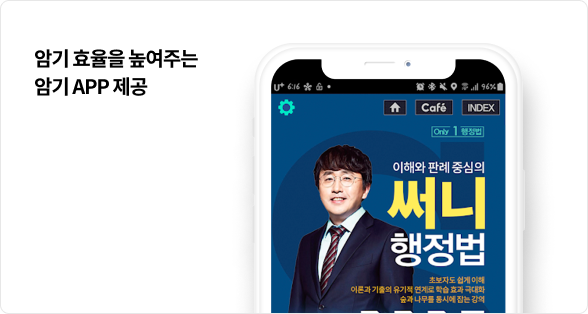 암기 효율을 높여주는
암기 APP 제공
U+ 6:16 96%
Café INDEX
Only 1 행정법
이해와 판례 중심의
써니
행정법
초보자도 쉽게 이해
이론과 기출의 유기적 연계로 학습 효과 극대화
숲과 나무를 동시에 잡는 강의